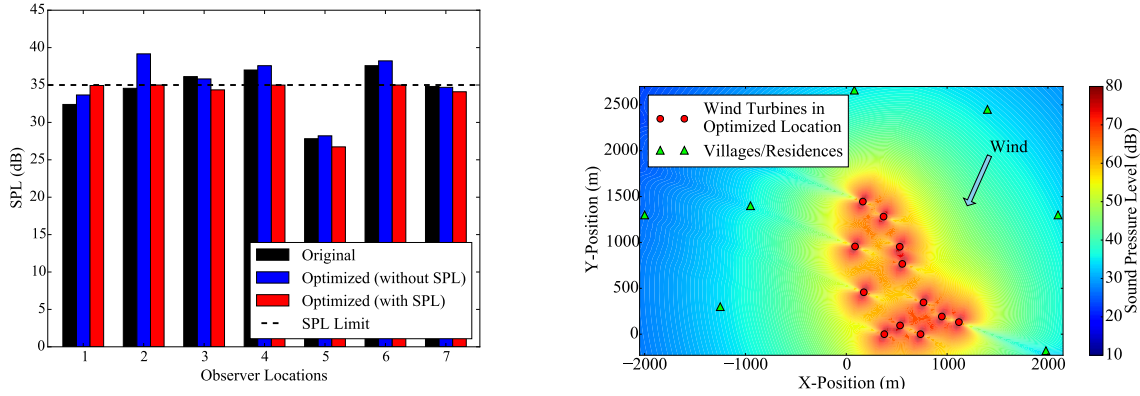 45
40
35
30
25
20
15
10
5
0
SPL (dB)
Original
Optimized (without SPL)
Optimized (with SPL)
SPL Limit
1 2 3 4 5 6 7
Observer Locations
2500
2000
1500
1000
500
0
Y-Position (m)
Wind Turbines in
Optimized Location
Villages/Residences
Wind
−2000 −1000 0 1000 2000
X-Position (m)
80
70
60
50
40
30
20
10
Sound Pressure Level (dB)